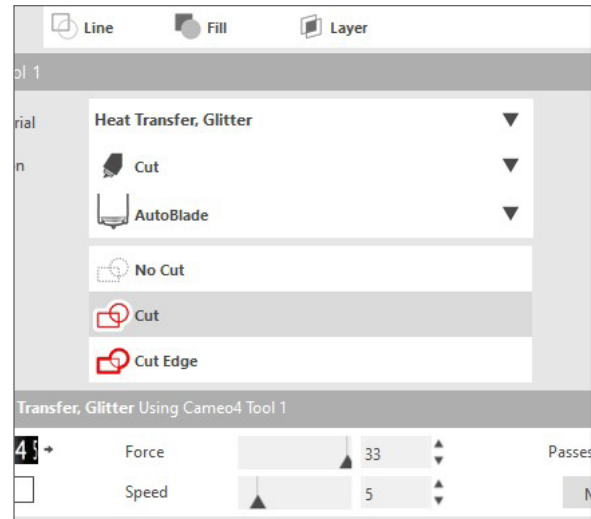 Line Fill Layer
ol 1
rial Heat Transfer, Glitter
n Cut
AutoBlade
No Cut
Cut
Cut Edge
Transfer, Glitter Using Cameo4 Tool 1
4 Force 33 Passes
Speed 5 N